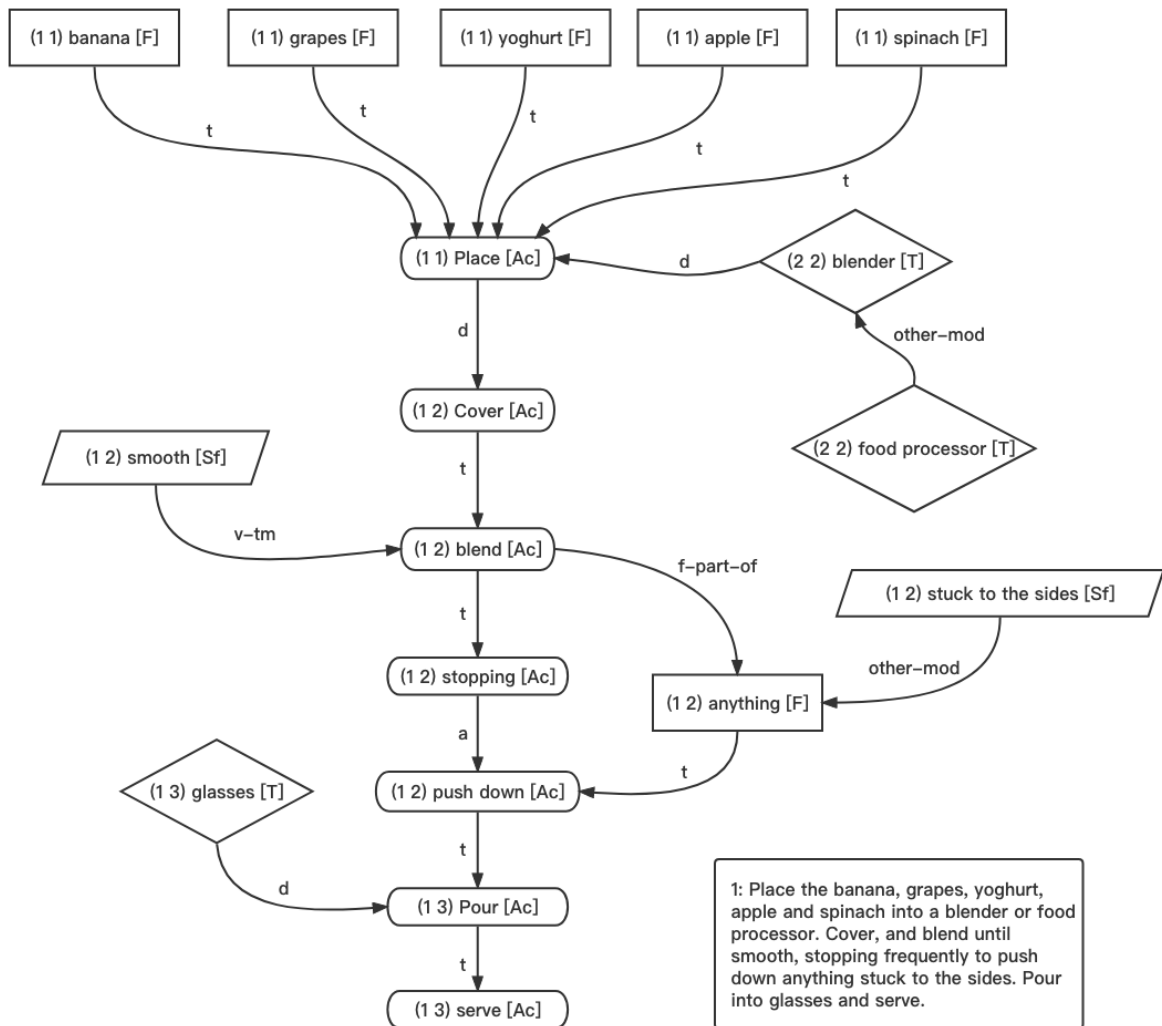 (1 1) banana [F]
(1 1) grapes [F]
(1 1) yoghurt [F]
(1 1) apple [F]
(1 1) spinach [F]
t
t
t
t
t
(1 1) Place [Ac]
d
(2 2) blender [T]
d
other-mod
(1 2) Cover [Ac]
(2 2) food processor [T]
(1 2) smooth [Sf]
t
v-tm
(1 2) blend [Ac]
f-part-of
(1 2) stuck to the sides [Sf]
t
other-mod
(1 2) stopping [Ac]
(1 2) anything [F]
a
t
(1 3) glasses [T]
(1 2) push down [Ac]
t
d
(1 3) Pour [Ac]
t
(1 3) serve [Ac]
1: Place the banana, grapes, yoghurt,
apple and spinach into a blender or food
processor. Cover, and blend until
smooth, stopping frequently to push
down anything stuck to the sides. Pour
into glasses and serve.